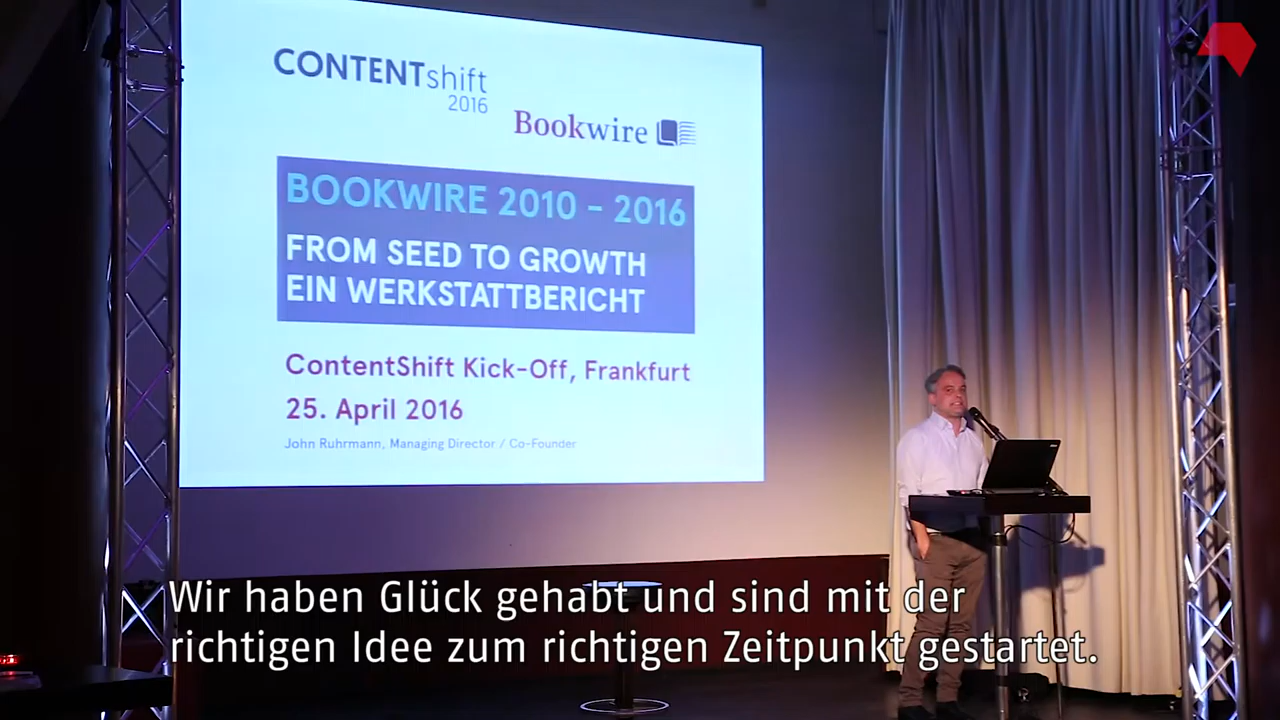 CONTENTshift
2016
Bookwire
BOOKWIRE 2010 – 2016
FROM SEED TO GROWTH
EIN WERKSTATTBERICHT
ContentShift Kick-Off, Frankfurt
25. April 2016
John Ruhrmann, Managing Director / Co-Founder
Wir haben Glück gehabt und sind mit der
richtigen Idee zum richtigen Zeitpunkt gestartet.